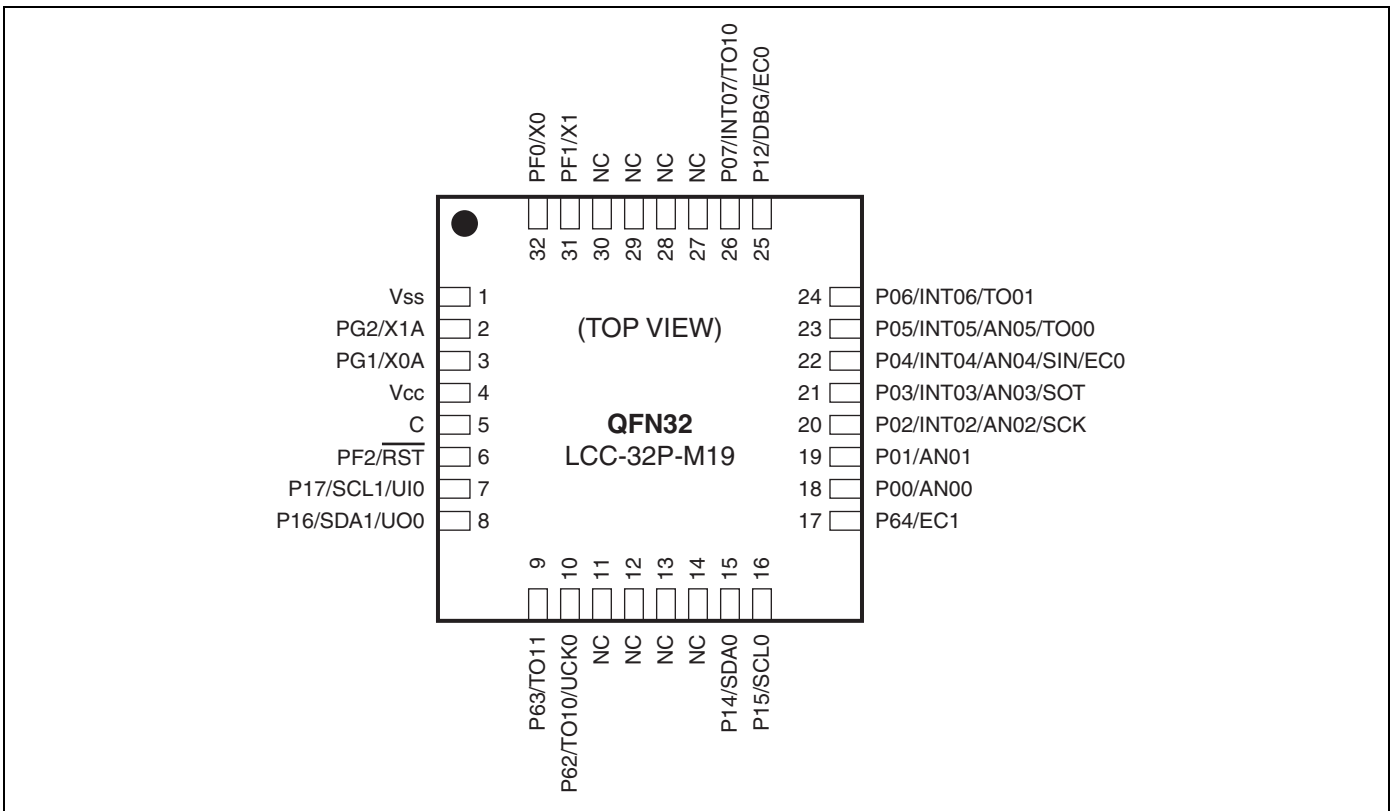 PF0/X0
PF1/X1
NC
NC
NC
NC
P07/INT07/TO10
P12/DBG/EC0
32
31
30
29
28
27
26
25
Vss 1
PG2/X1A 2
PG1/X0A 3
Vcc 4
C 5
PF2/RST 6
P17/SCL1/UI0 7
P16/SDA1/UO0 8
(TOP VIEW)
QFN32
LCC-32P-M19
24 P06/INT06/TO01
23 P05/INT05/AN05/TO00
22 P04/INT04/AN04/SIN/EC0
21 P03/INT03/AN03/SOT
20 P02/INT02/AN02/SCK
19 P01/AN01
18 P00/AN00
17 P64/EC1
9
10
11
12
13
14
15
16
P63/TO11
P62/TO10/UCK0
NC
NC
NC
NC
P14/SDA0
P15/SCL0